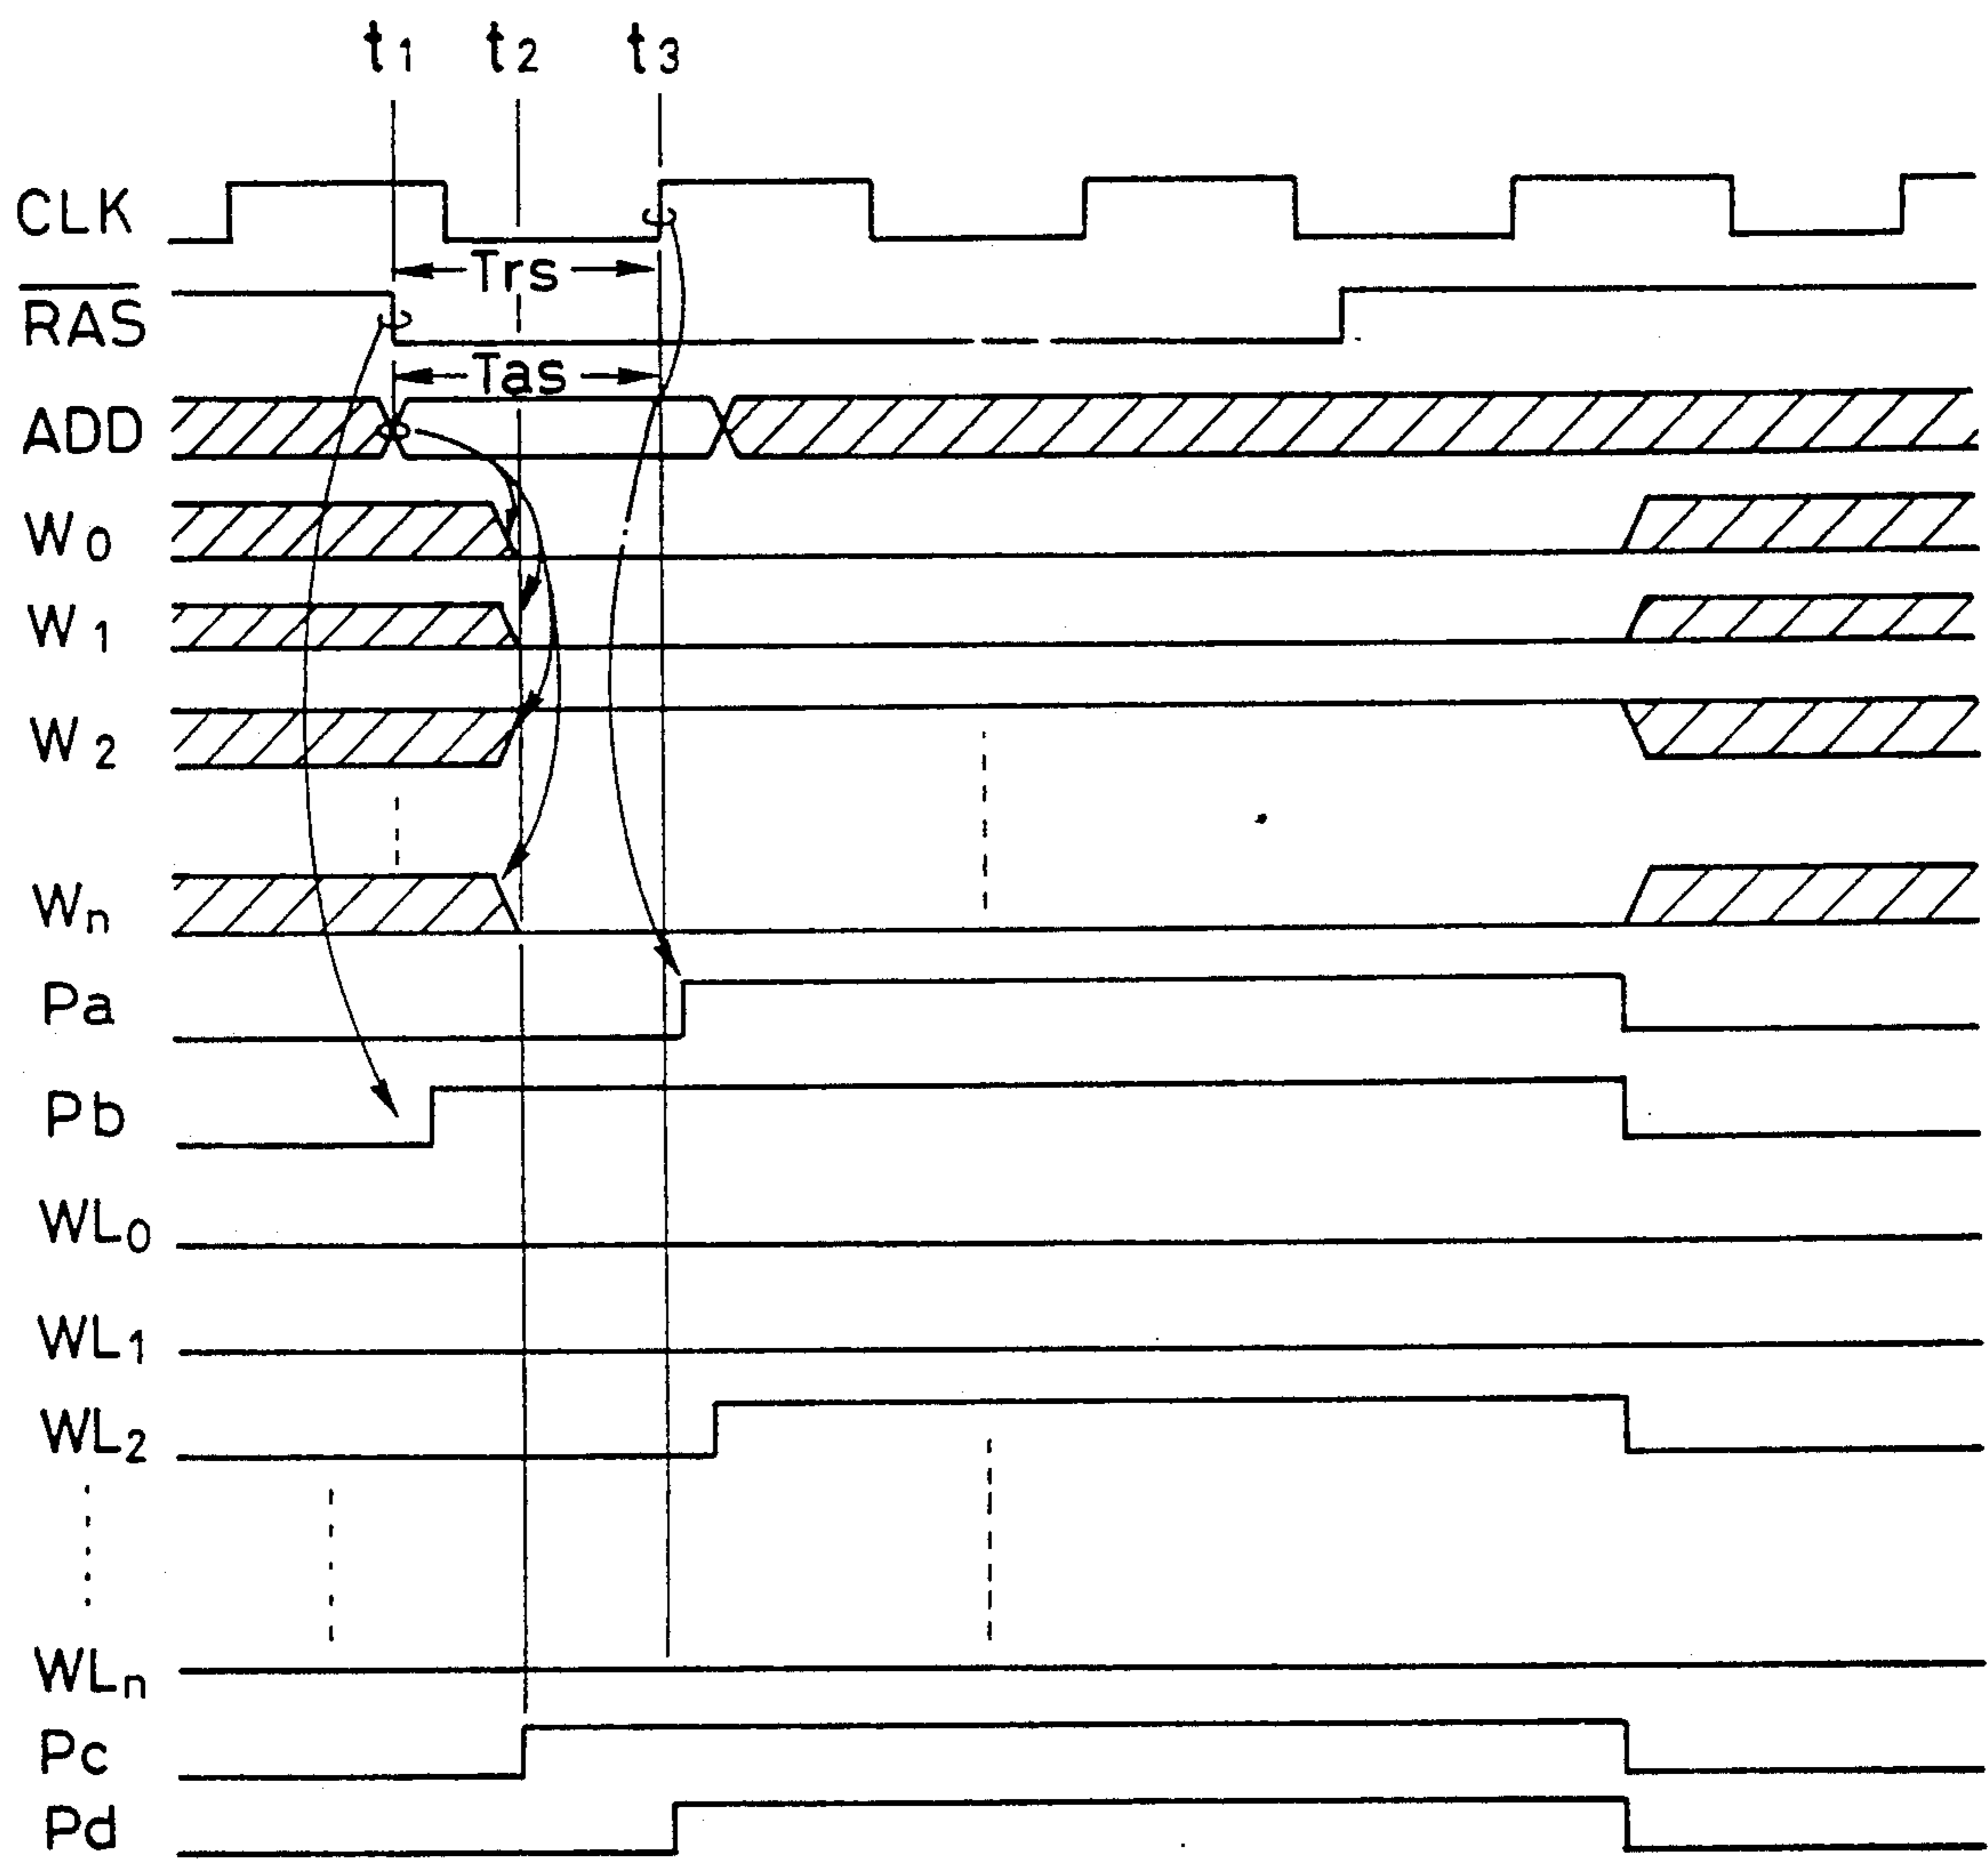 t1 t2 t3
CLK
Trs
RAS
Tas
ADD
W0
W1
W2
Wn
Pa
Pb
WL0
WL1
WL2
WLn
Pc
Pd